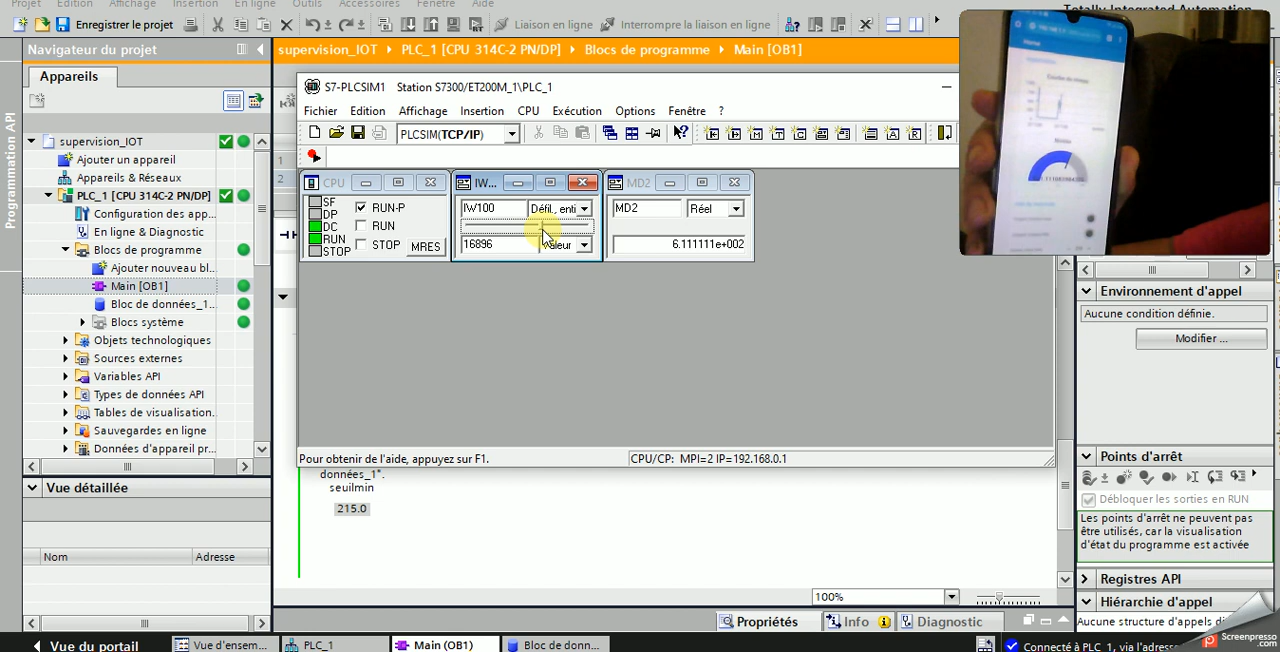 Projet Edition Affichage Insertion En ligne Outils Accessoires Fenêtre Aide
Totally Integrated Automation
Enregistrer le projet
Liaison en ligne
Interrompre la liaison en ligne
Navigateur du projet
supervision_IOT
PLC_1 [CPU 314C-2 PN/DP]
Blocs de programme
Main [OB1]
Programmation API
Appareils
supervision_IOT
Ajouter un appareil
Appareils & Réseaux
PLC_1 [CPU 314C-2 PN/DP]
Configuration des app...
En ligne & Diagnostic
Blocs de programme
Ajouter nouveau bl...
Main [OB1]
Bloc de données_1...
Blocs système
Objets technologiques
Sources externes
Variables API
Types de données API
Tables de visualisation...
Sauvegardes en ligne
Données d'appareil pr...
Vue détaillée
Nom
Adresse
1
2
S7-PLCSIM1 Station S7300/ET200M_1\PLC_1
Fichier Edition Affichage Insertion CPU Exécution Options Fenêtre ?
PLCSIM(TCP/IP)
CPU
SF
DP
DC
RUN
STOP
RUN-P
RUN
STOP
MRES
IW...
IW100
Défil., enti
16896
MD2
MD2
Réel
6.111111e+002
Pour obtenir de l'aide, appuyez sur F1.
CPU/CP: MPI=2 IP=192.168.0.1
données_1".
seuilmin
215.0
100%
Propriétés
Info
Diagnostic
Home
Environnement d'appel
Aucune condition définie.
Modifier ...
Points d'arrêt
Débloquer les sorties en RUN
Les points d'arrêt ne peuvent pas
être utilisés, car la visualisation
d'état du programme est activée
Registres API
Hiérarchie d'appel
Aucune structure d'appels
Vue du portail
Vue d'ensem...
PLC_1
Main (OB1)
Bloc de donn...
Connecté à PLC_1, via l'adress
Screenpresso
.com